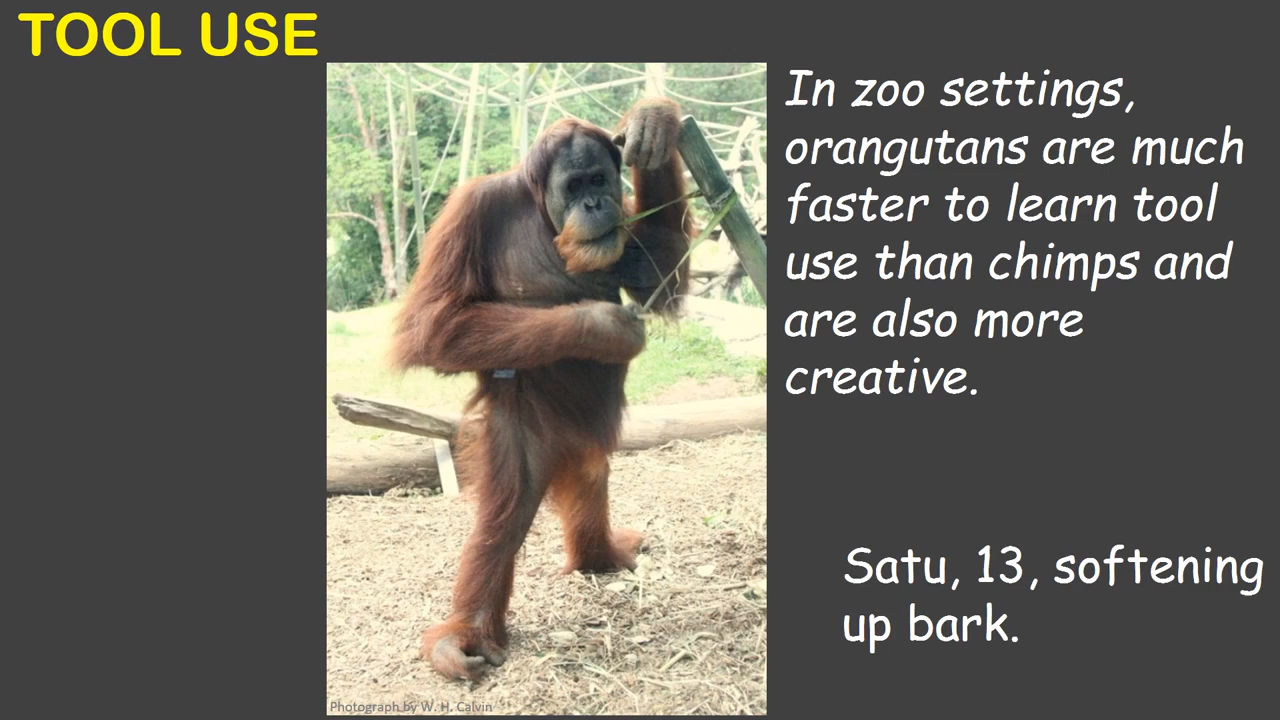 TOOL USE
In zoo settings,
orangutans are much
faster to learn tool
use than chimps and
are also more
creative.
Satu, 13, softening
up bark.
Photograph by W. H. Calvin